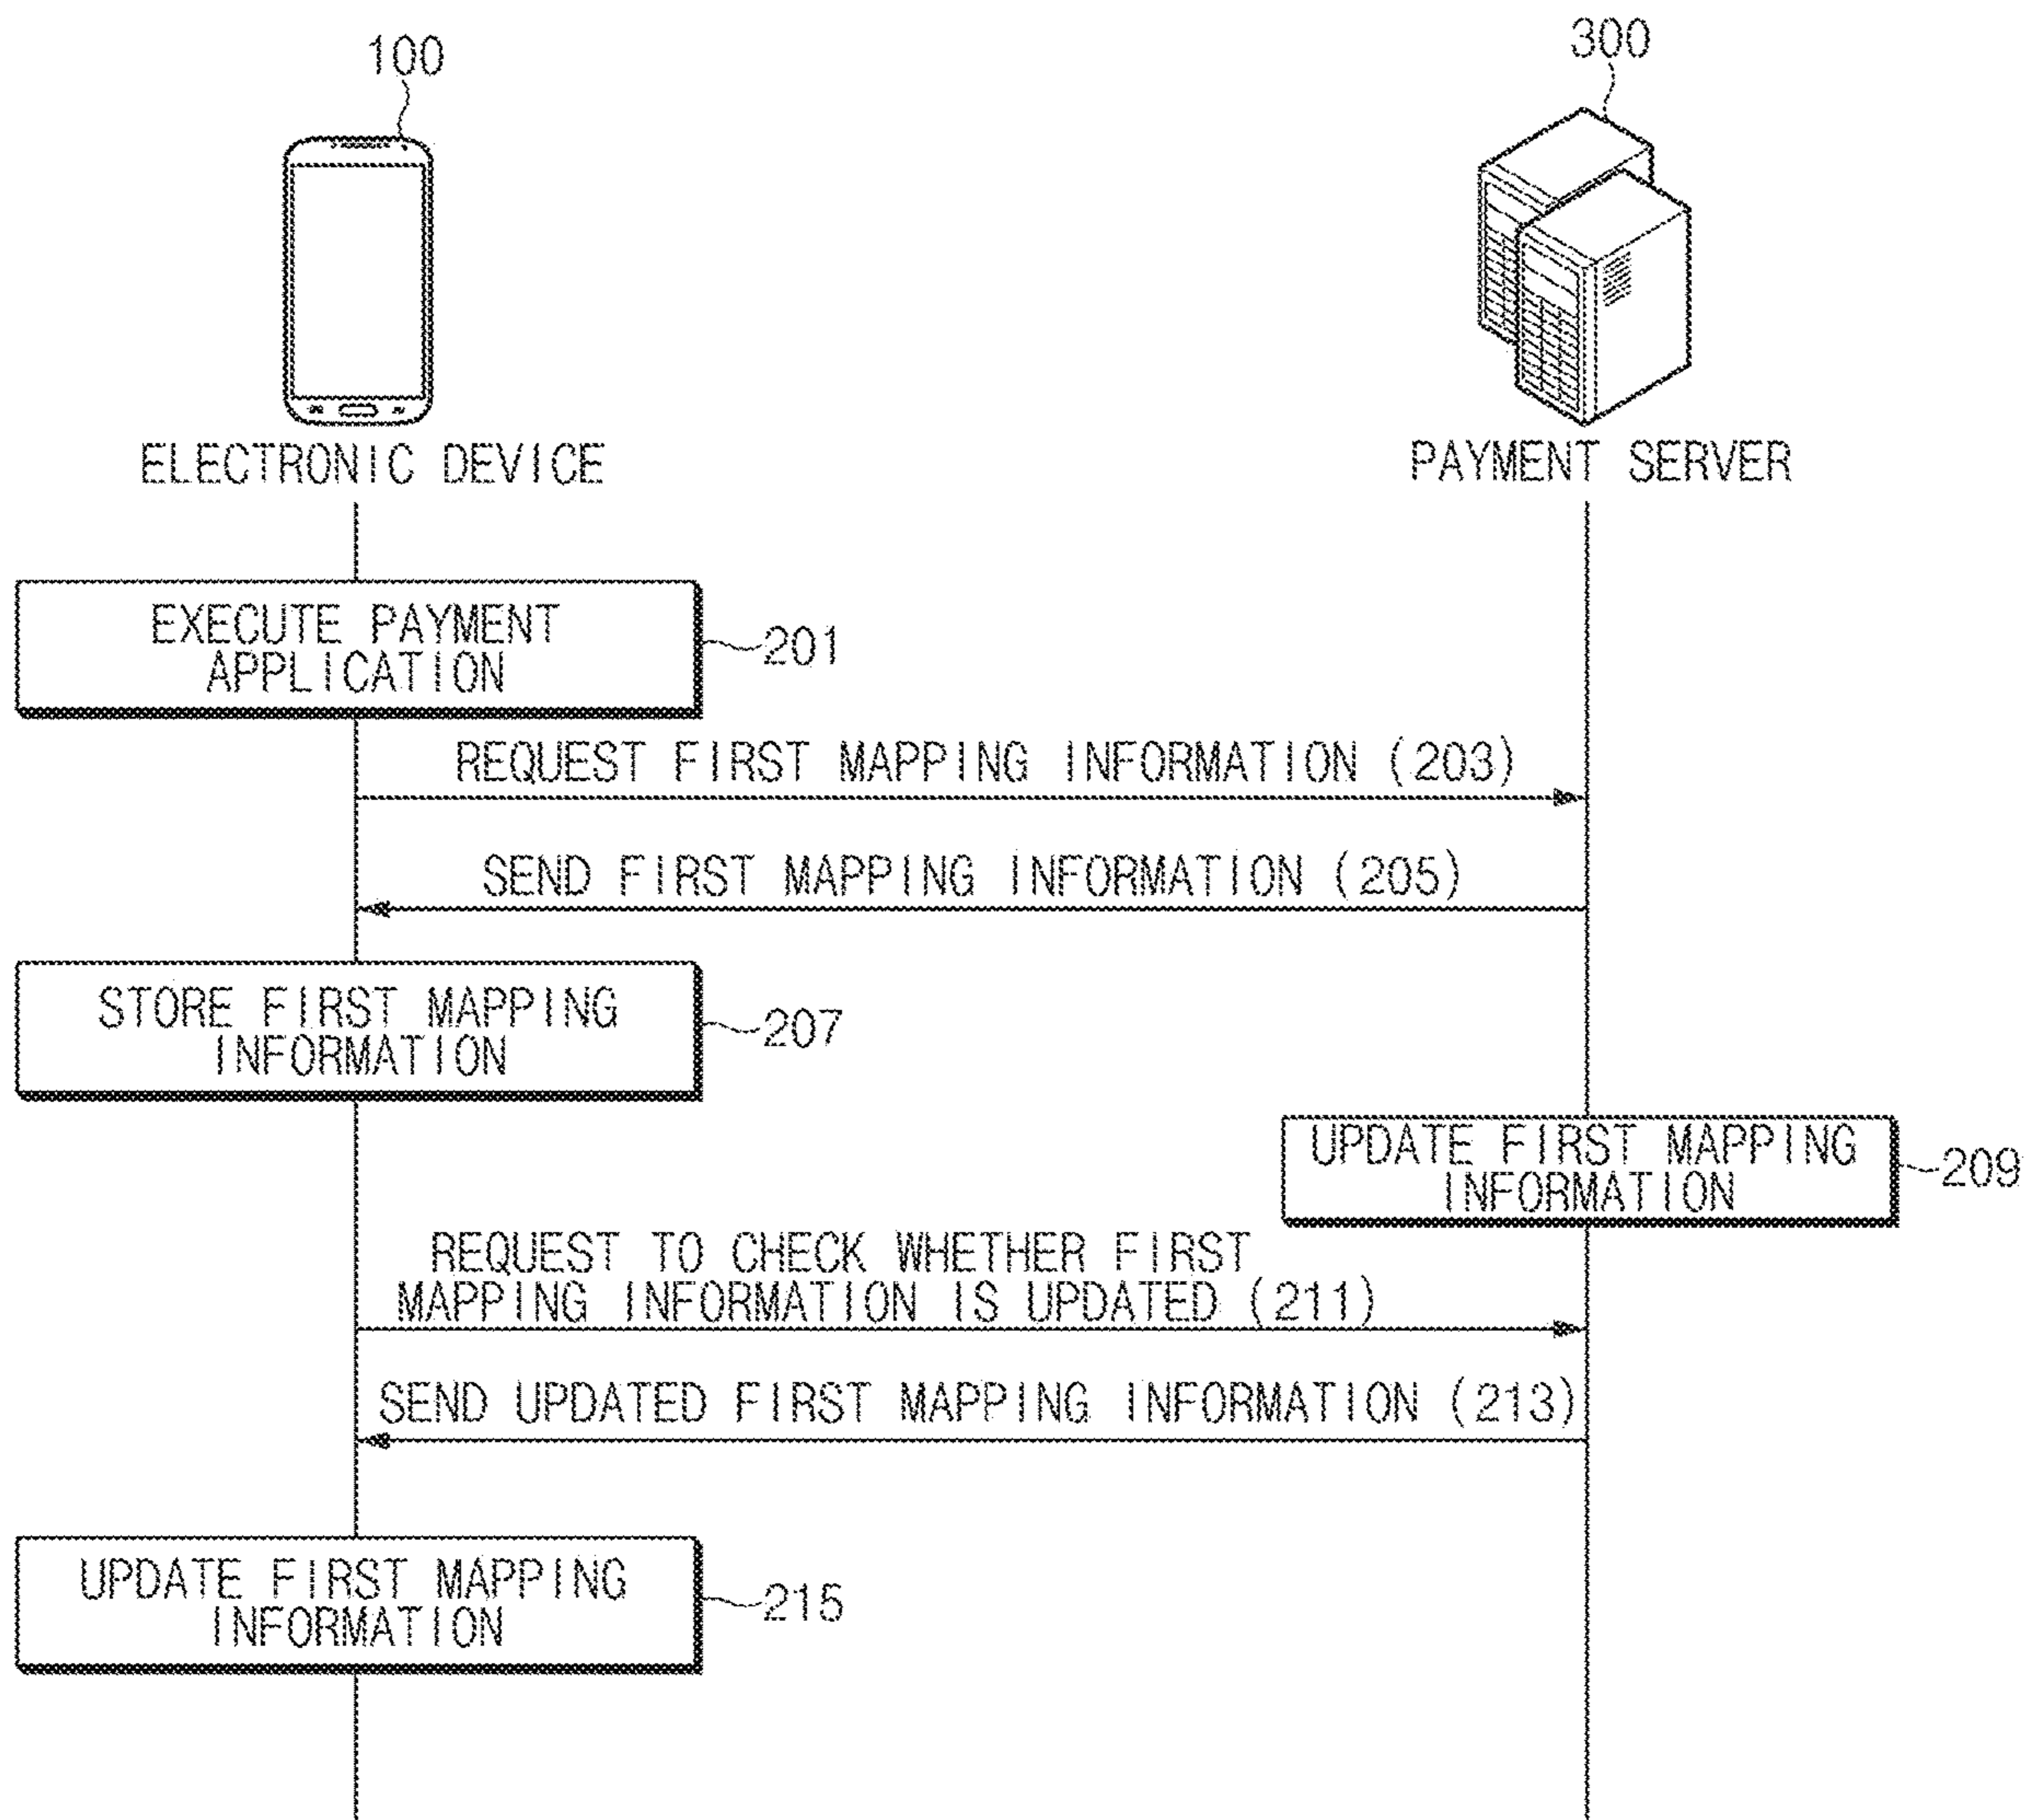 100
300
ELECTRONIC DEVICE
PAYMENT SERVER
EXECUTE PAYMENT
APPLICATION
201
REQUEST FIRST MAPPING INFORMATION (203)
SEND FIRST MAPPING INFORMATION (205)
STORE FIRST MAPPING
INFORMATION
207
UPDATE FIRST MAPPING
INFORMATION
209
REQUEST TO CHECK WHETHER FIRST
MAPPING INFORMATION IS UPDATED (211)
SEND UPDATED FIRST MAPPING INFORMATION (213)
UPDATE FIRST MAPPING
INFORMATION
215